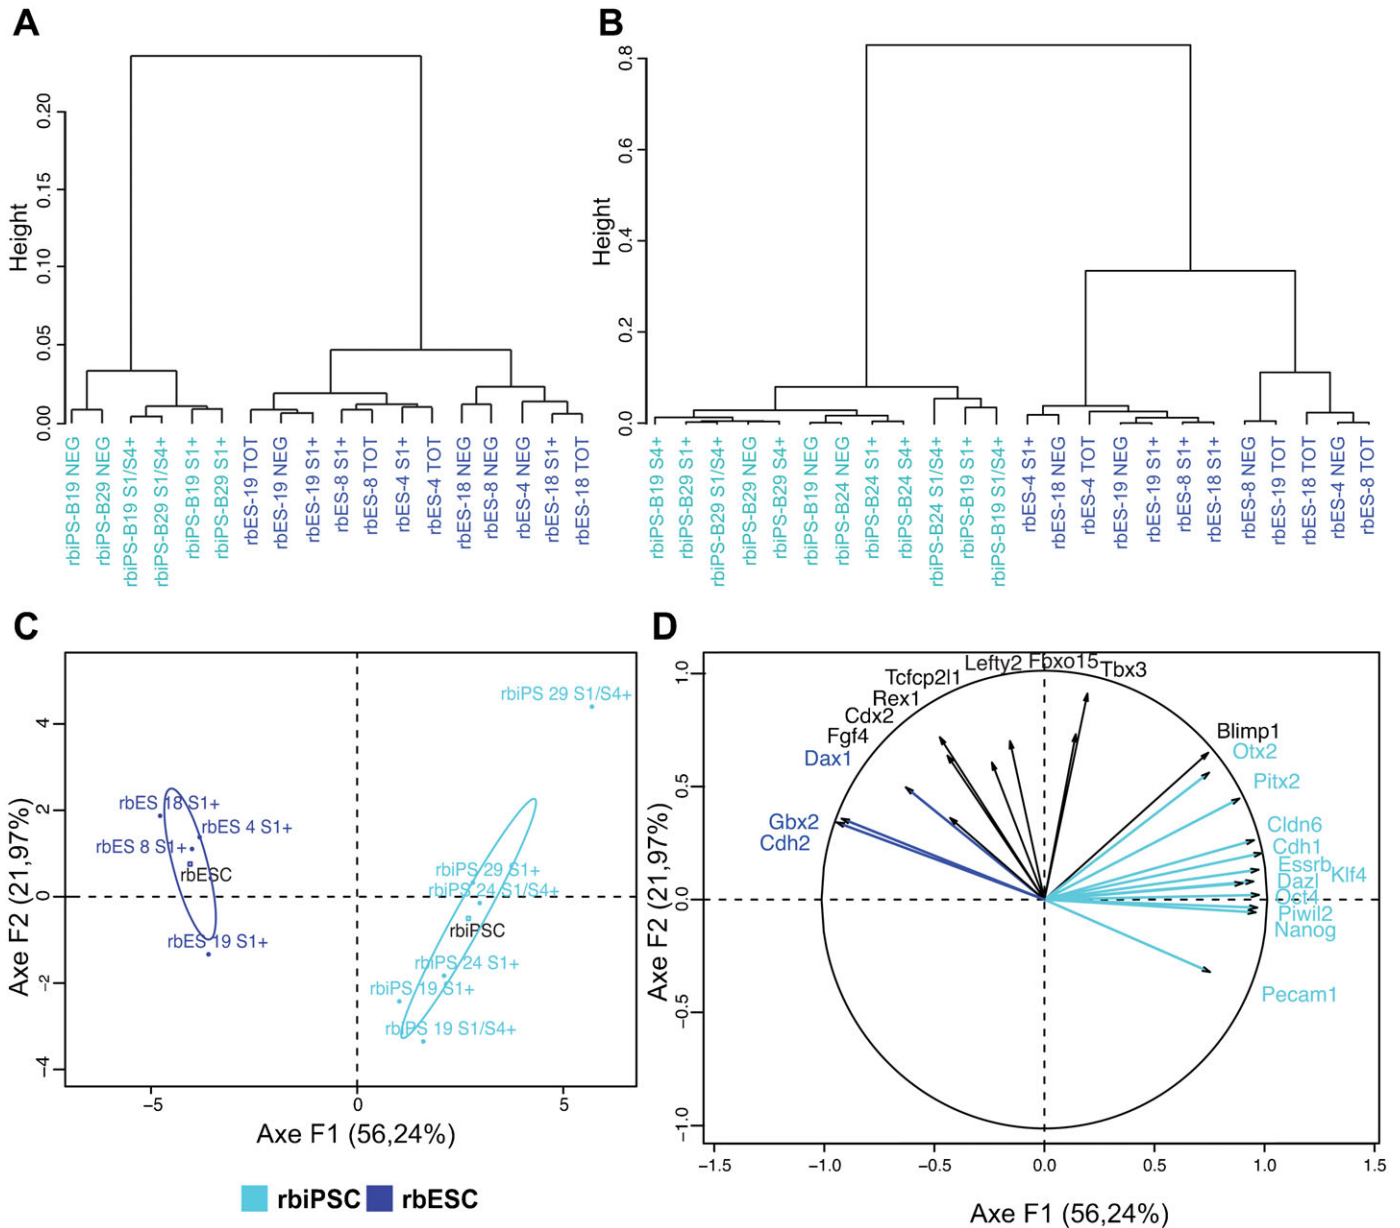 A
Height
0.20
0.15
0.10
0.05
0.00
rbiPS-B19 NEG
rbiPS-B29 NEG
rbiPS-B19 S1/S4+
rbiPS-B29 S1/S4+
rbiPS-B19 S1+
rbiPS-B29 S1+
rbES-19 TOT
rbES-19 NEG
rbES-19 S1+
rbES-8 S1+
rbES-8 TOT
rbES-4 S1+
rbES-4 TOT
rbES-18 NEG
rbES-8 NEG
rbES-4 NEG
rbES-18 S1+
rbES-18 TOT
B
Height
0.8
0.6
0.4
0.2
0.0
rbiPS-B19 S4+
rbiPS-B29 S1+
rbiPS-B29 S1/S4+
rbiPS-B29 NEG
rbiPS-B29 S4+
rbiPS-B19 NEG
rbiPS-B24 NEG
rbiPS-B24 S1+
rbiPS-B24 S4+
rbiPS-B24 S1/S4+
rbiPS-B19 S1+
rbiPS-B19 S1/S4+
rbES-4 S1+
rbES-18 NEG
rbES-4 TOT
rbES-19 NEG
rbES-19 S1+
rbES-8 S1+
rbES-18 S1+
rbES-8 NEG
rbES-19 TOT
rbES-18 TOT
rbES-4 NEG
rbES-8 TOT
C
Axe F2 (21,97%)
4
2
0
−2
−4
rbiPS 29 S1/S4+
rbES 18 S1+
rbES 4 S1+
rbES 8 S1+
rbESC
rbES 19 S1+
rbiPS 29 S1+
rbiPS 24 S1/S4+
rbiPSC
rbiPS 24 S1+
rbiPS 19 S1+
rbiPS 19 S1/S4+
−5
0
5
Axe F1 (56,24%)
rbiPSC
rbESC
D
Axe F2 (21,97%)
1.0
0.5
0.0
−0.5
−1.0
Lefty2
Fbxo15
Tbx3
Tcfcp2l1
Rex1
Cdx2
Fgf4
Dax1
Gbx2
Cdh2
Blimp1
Otx2
Pitx2
Cldn6
Cdh1
Essrb
Klf4
Dazl
Oct4
Piwil2
Nanog
Pecam1
−1.5
−1.0
−0.5
0.0
0.5
1.0
1.5
Axe F1 (56,24%)